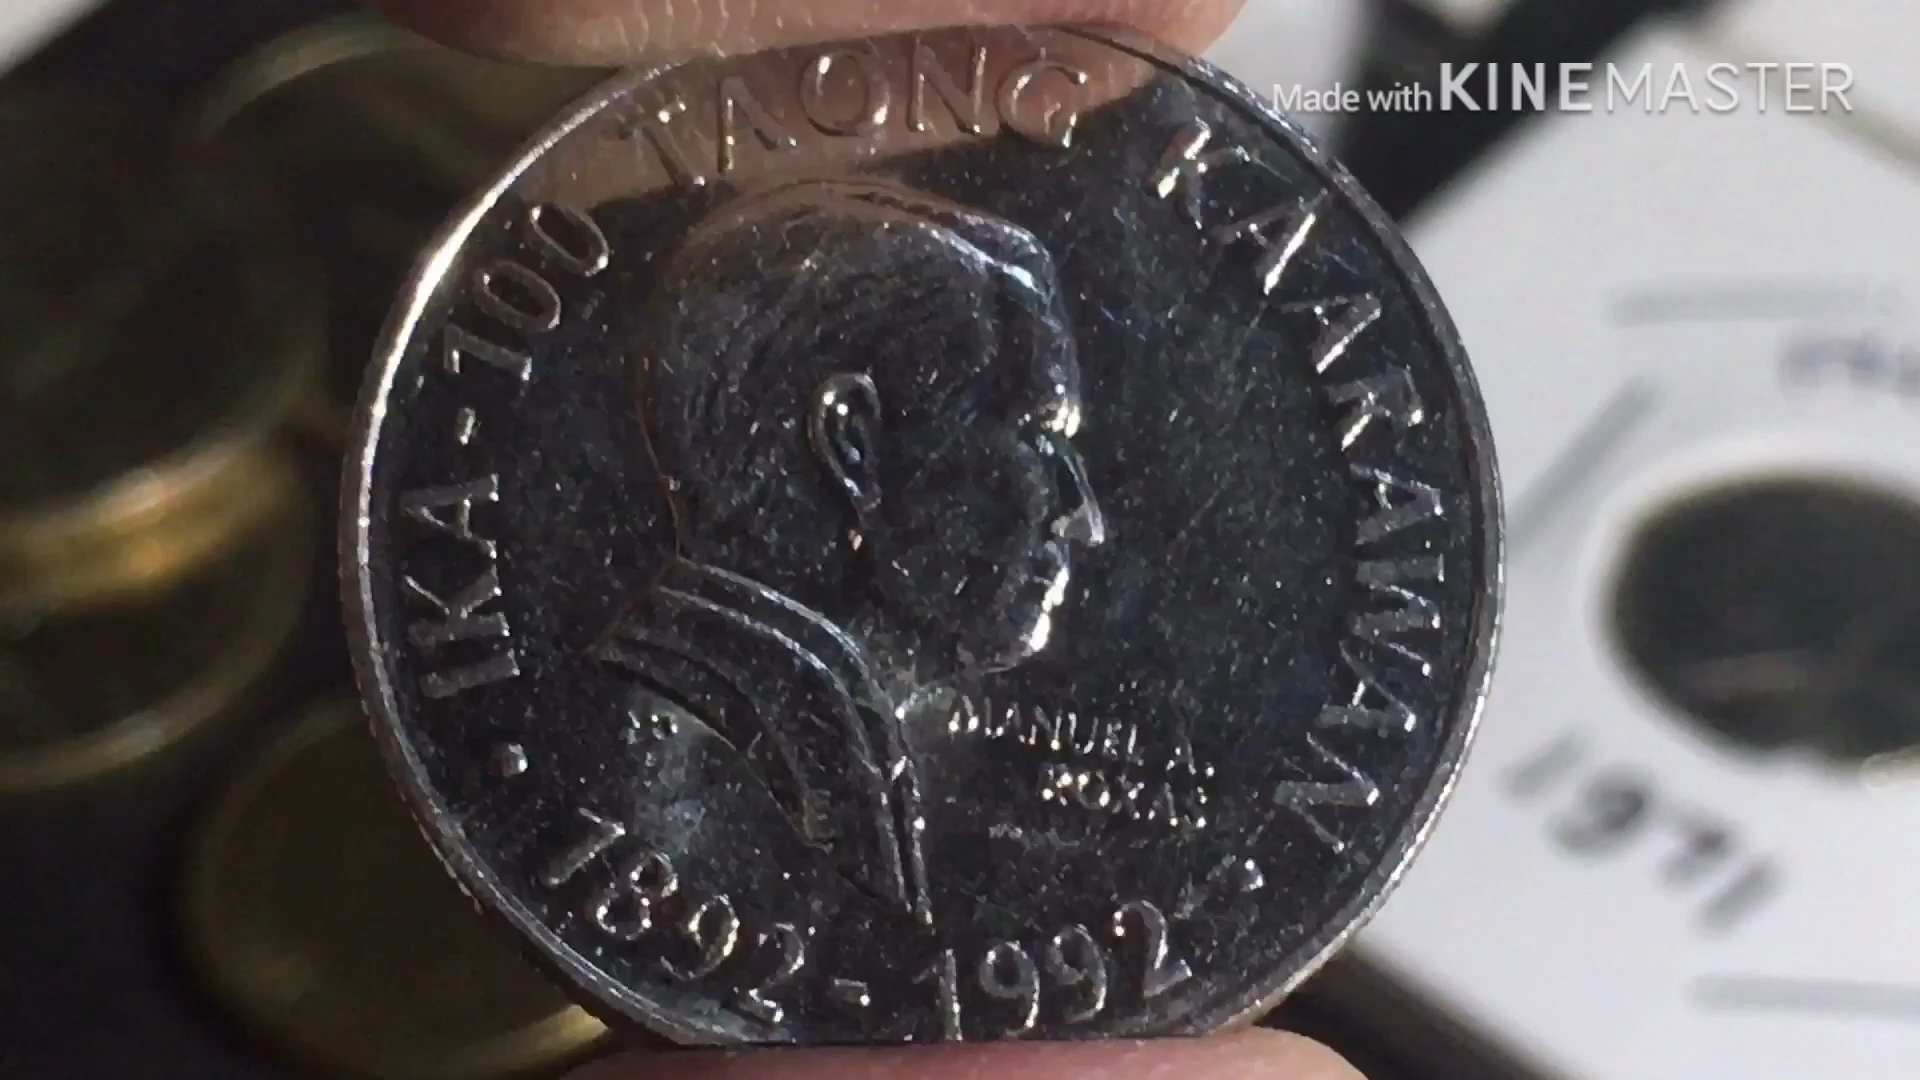 Made with KINEMASTER
IKA-100 TAONG KAARAWAN
MANUEL A.
ROXAS
1892-1992
1971